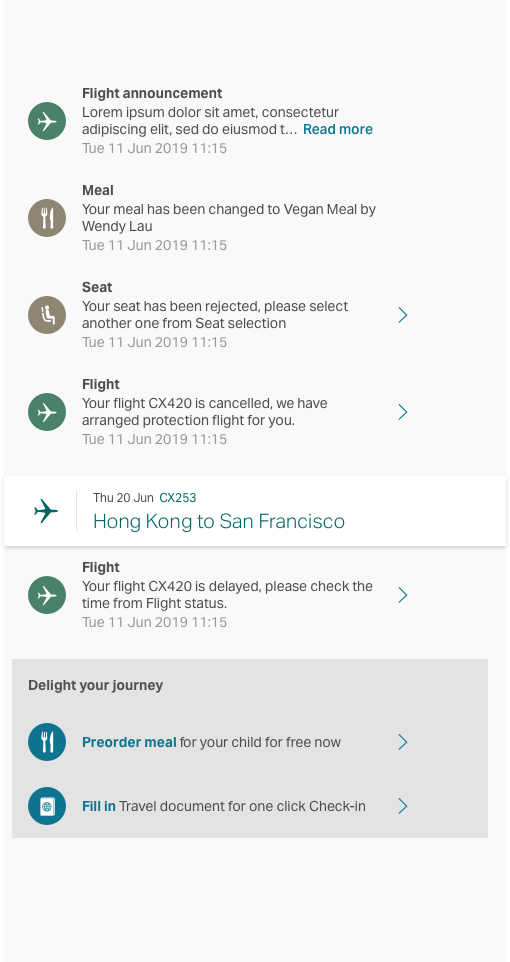 Flight announcement
Lorem ipsum dolor sit amet, consectetur
adipiscing elit, sed do eiusmod t... Read more
Tue 11 Jun 2019 11:15
Meal
Your meal has been changed to Vegan Meal by
Wendy Lau
Tue 11 Jun 2019 11:15
Seat
Your seat has been rejected, please select
another one from Seat selection
Tue 11 Jun 2019 11:15
Flight
Your flight CX420 is cancelled, we have
arranged protection flight for you.
Tue 11 Jun 2019 11:15
Thu 20 Jun CX253
Hong Kong to San Francisco
Flight
Your flight CX420 is delayed, please check the
time from Flight status.
Tue 11 Jun 2019 11:15
Delight your journey
Preorder meal for your child for free now
Fill in Travel document for one click Check-in